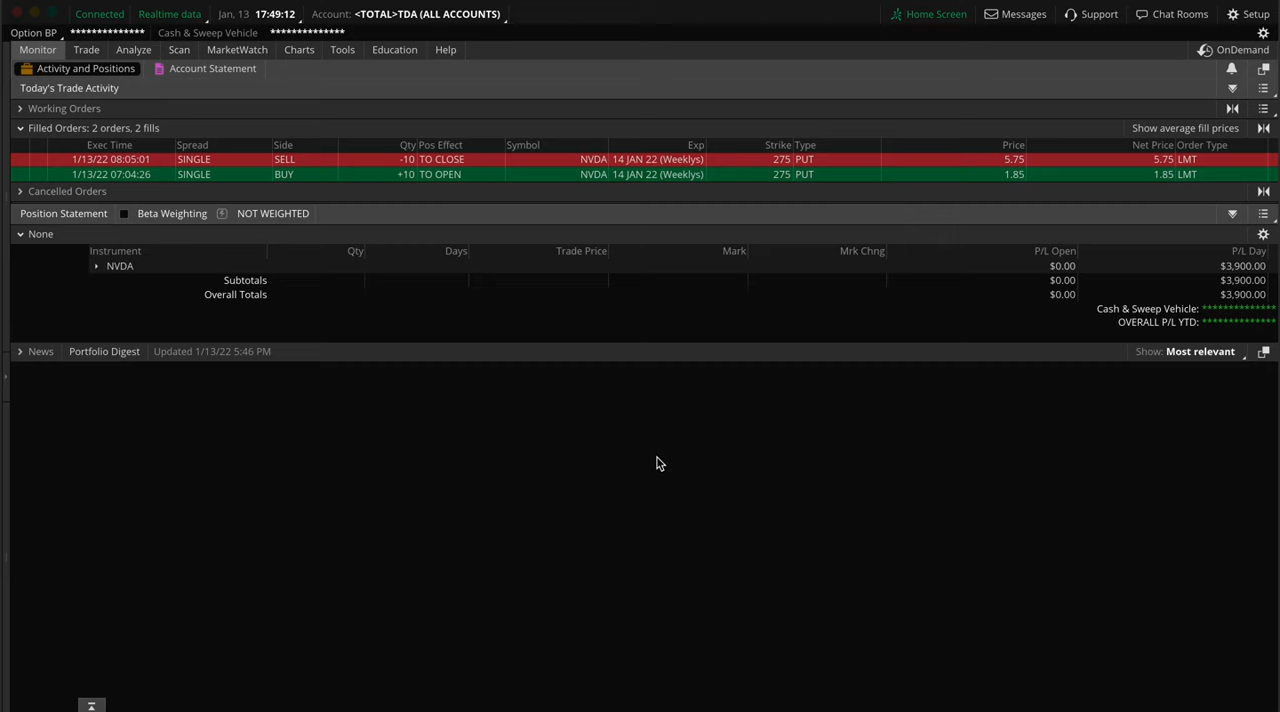 Connected Realtime data Jan, 13 17:49:12 Account: <TOTAL>TDA (ALL ACCOUNTS) Home Screen Messages Support Chat Rooms Setup
Option BP ************** Cash & Sweep Vehicle **************
Monitor Trade Analyze Scan MarketWatch Charts Tools Education Help OnDemand
Activity and Positions Account Statement
Today's Trade Activity
Working Orders
Filled Orders: 2 orders, 2 fills Show average fill prices
Exec Time Spread Side Qty Pos Effect Symbol Exp Strike Type Price Net Price Order Type
1/13/22 08:05:01 SINGLE SELL -10 TO CLOSE NVDA 14 JAN 22 (Weeklys) 275 PUT 5.75 5.75 LMT
1/13/22 07:04:26 SINGLE BUY +10 TO OPEN NVDA 14 JAN 22 (Weeklys) 275 PUT 1.85 1.85 LMT
Cancelled Orders
Position Statement Beta Weighting NOT WEIGHTED
None
Instrument Qty Days Trade Price Mark Mrk Chng P/L Open P/L Day
NVDA $0.00 $3,900.00
Subtotals $0.00 $3,900.00
Overall Totals $0.00 $3,900.00
Cash & Sweep Vehicle: **************
OVERALL P/L YTD: **************
News Portfolio Digest Updated 1/13/22 5:46 PM Show: Most relevant